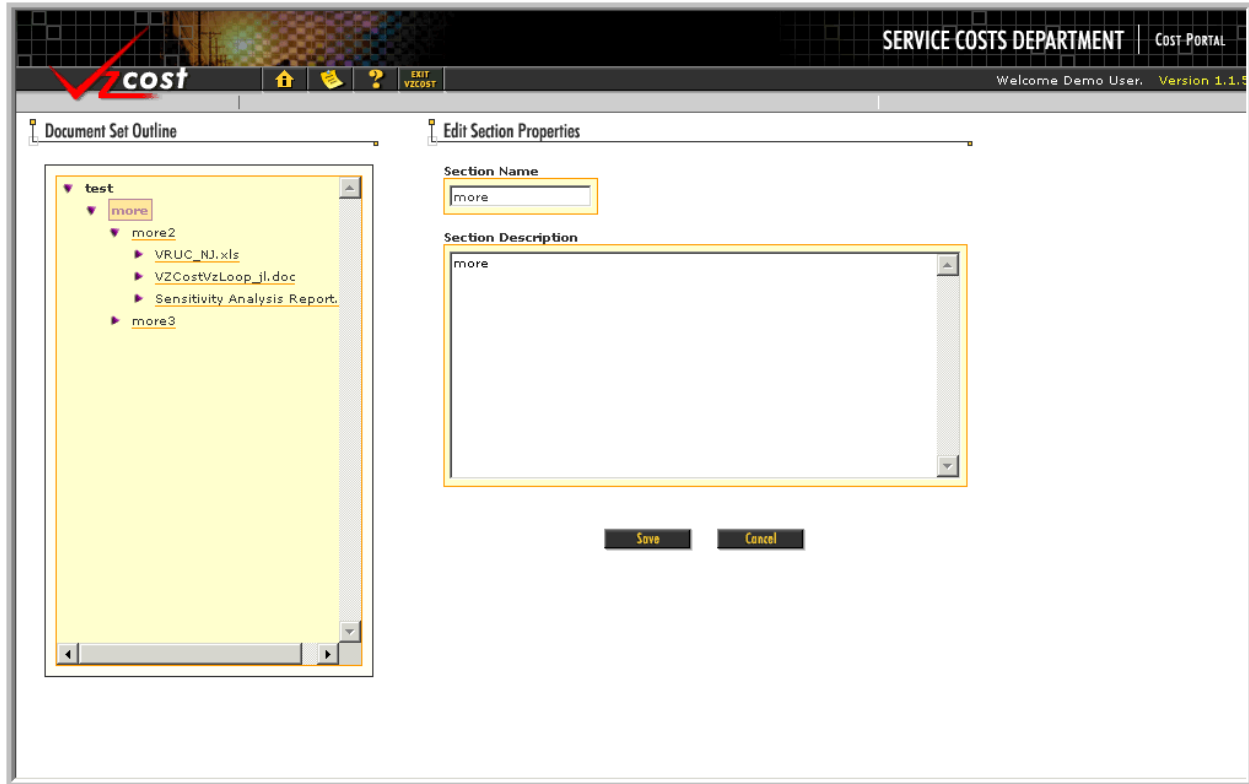 SERVICE COSTS DEPARTMENT COST PORTAL
Vzcost ? EXIT VZCOST Welcome Demo User. Version 1.1.5
Document Set Outline
test
more
more2
VRUC_NJ.xls
VZCostVzLoop_jl.doc
Sensitivity Analysis Report.
more3
Edit Section Properties
Section Name
more
Section Description
more
Save Cancel